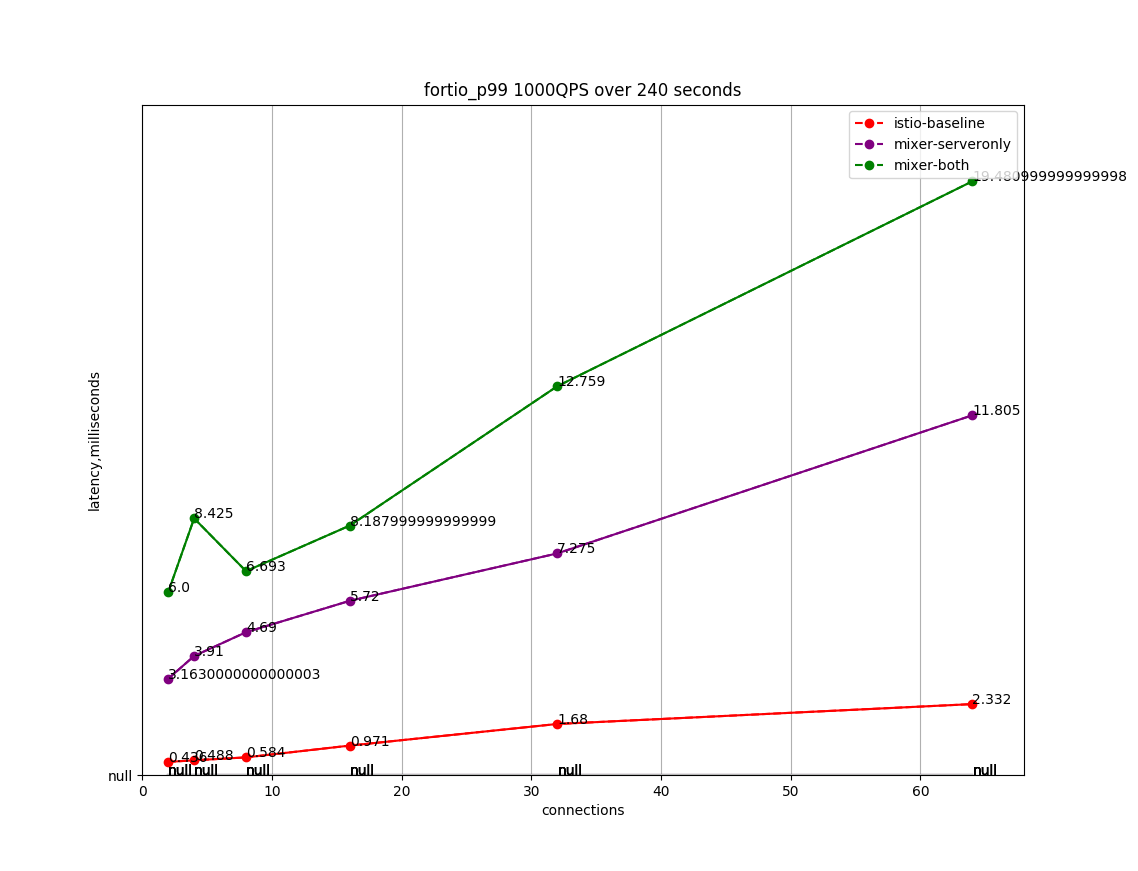 fortio_p99 1000QPS over 240 seconds
istio-baseline
mixer-serveronly
mixer-both
19.480999999999998
12.759
11.805
8.425
8.187999999999999
7.275
6.693
6.0
5.72
4.69
3.91
3.1630000000000003
2.332
1.68
0.971
0.584
0.488
0.436
null null null null null null
null
0 10 20 30 40 50 60
connections
latency,milliseconds